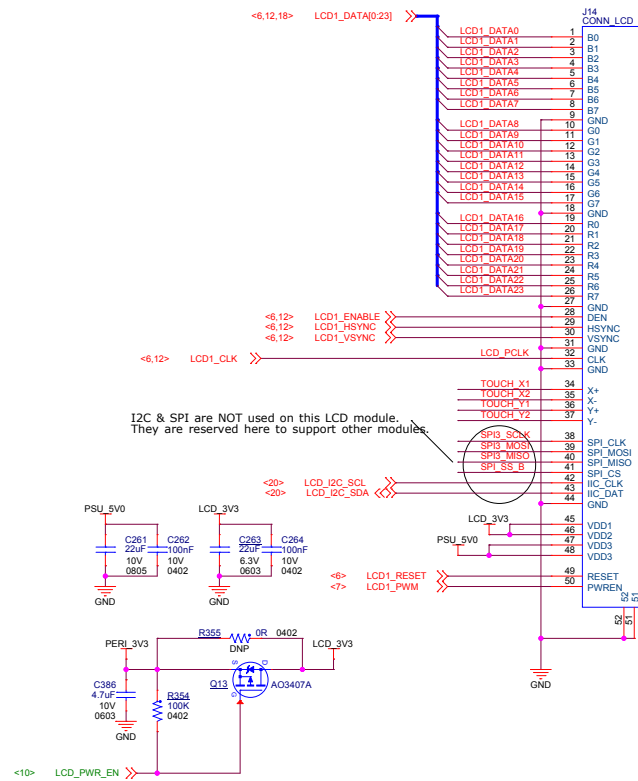 J14
CONN_LCD
<6,12,18> LCD1_DATA[0:23]
LCD1_DATA0 1 B0
LCD1_DATA1 2 B1
LCD1_DATA2 3 B2
LCD1_DATA3 4 B3
LCD1_DATA4 5 B4
LCD1_DATA5 6 B5
LCD1_DATA6 7 B6
LCD1_DATA7 8 B7
9 GND
LCD1_DATA8 10 G0
LCD1_DATA9 11 G1
LCD1_DATA10 12 G2
LCD1_DATA11 13 G3
LCD1_DATA12 14 G4
LCD1_DATA13 15 G5
LCD1_DATA14 16 G6
LCD1_DATA15 17 G7
18 GND
LCD1_DATA16 19 R0
LCD1_DATA17 20 R1
LCD1_DATA18 21 R2
LCD1_DATA19 22 R3
LCD1_DATA20 23 R4
LCD1_DATA21 24 R5
LCD1_DATA22 25 R6
LCD1_DATA23 26 R7
27 GND
<6,12> LCD1_ENABLE 28 DEN
<6,12> LCD1_HSYNC 29 HSYNC
<6,12> LCD1_VSYNC 30 VSYNC
31 GND
<6,12> LCD1_CLK LCD_PCLK 32 CLK
33 GND
TOUCH_X1 34 X+
TOUCH_X2 35 X-
TOUCH_Y1 36 Y+
TOUCH_Y2 37 Y-
I2C & SPI are NOT used on this LCD module.
They are reserved here to support other modules.
SPI3_SCLK 38 SPI_CLK
SPI3_MOSI 39 SPI_MOSI
SPI3_MISO 40 SPI_MISO
SPI_SS_B 41 SPI_CS
<20> LCD_I2C_SCL 42 IIC_CLK
<20> LCD_I2C_SDA 43 IIC_DAT
44 GND
PSU_5V0 LCD_3V3
LCD_3V3 45 VDD1
46 VDD2
PSU_5V0 47 VDD3
48 VDD3
C261 C262 C263 C264
22uF 100nF 22uF 100nF
10V 10V 6.3V 10V
0805 0402 0603 0402
GND GND
<6> LCD1_RESET 49 RESET
<7> LCD1_PWM 50 PWREN
52 51
52 51
GND
R355 0R 0402
DNP
PERI_3V3 LCD_3V3
S D
G
Q13 AO3407A
C386
4.7uF
10V
0603
GND
R354
100K
0402
<10> LCD_PWR_EN